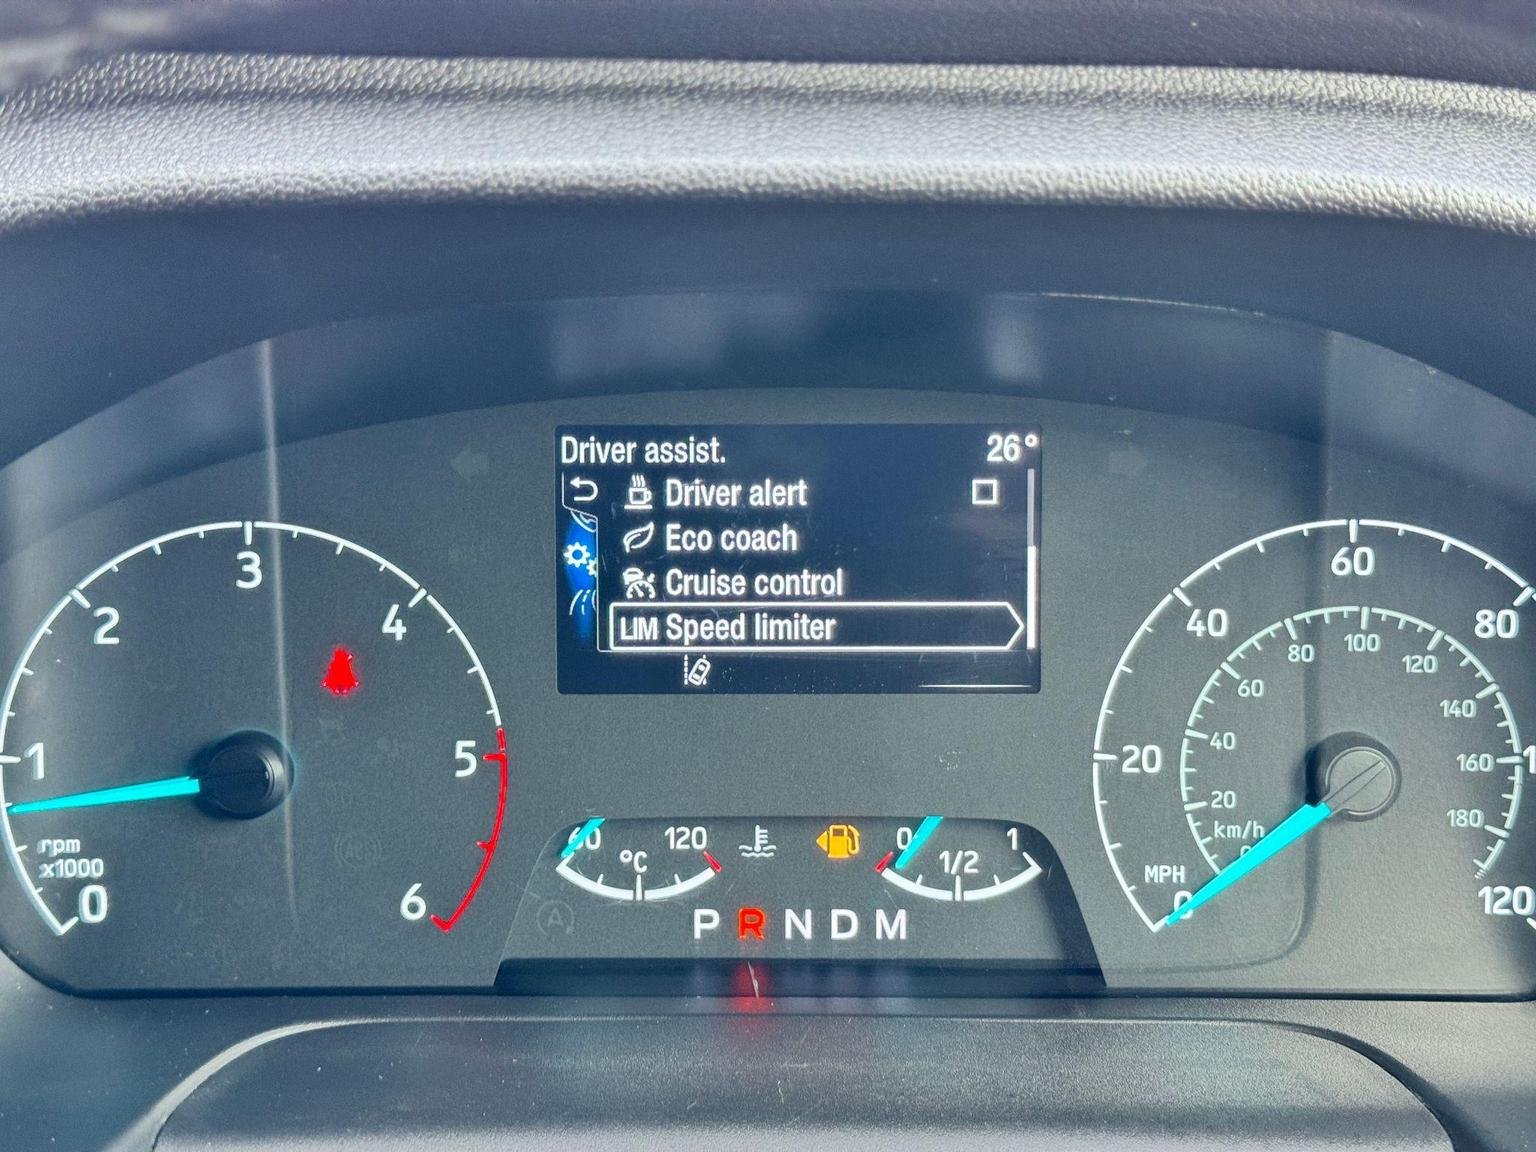 Driver assist. 26°
Driver alert
Eco coach
Cruise control
LIM Speed limiter
0
1
2
3
4
5
6
rpm
x1000
60
120
°C
0
1/2
1
P R N D M
0
20
40
60
80
120
MPH
km/h
20
40
60
80
100
120
140
160
180